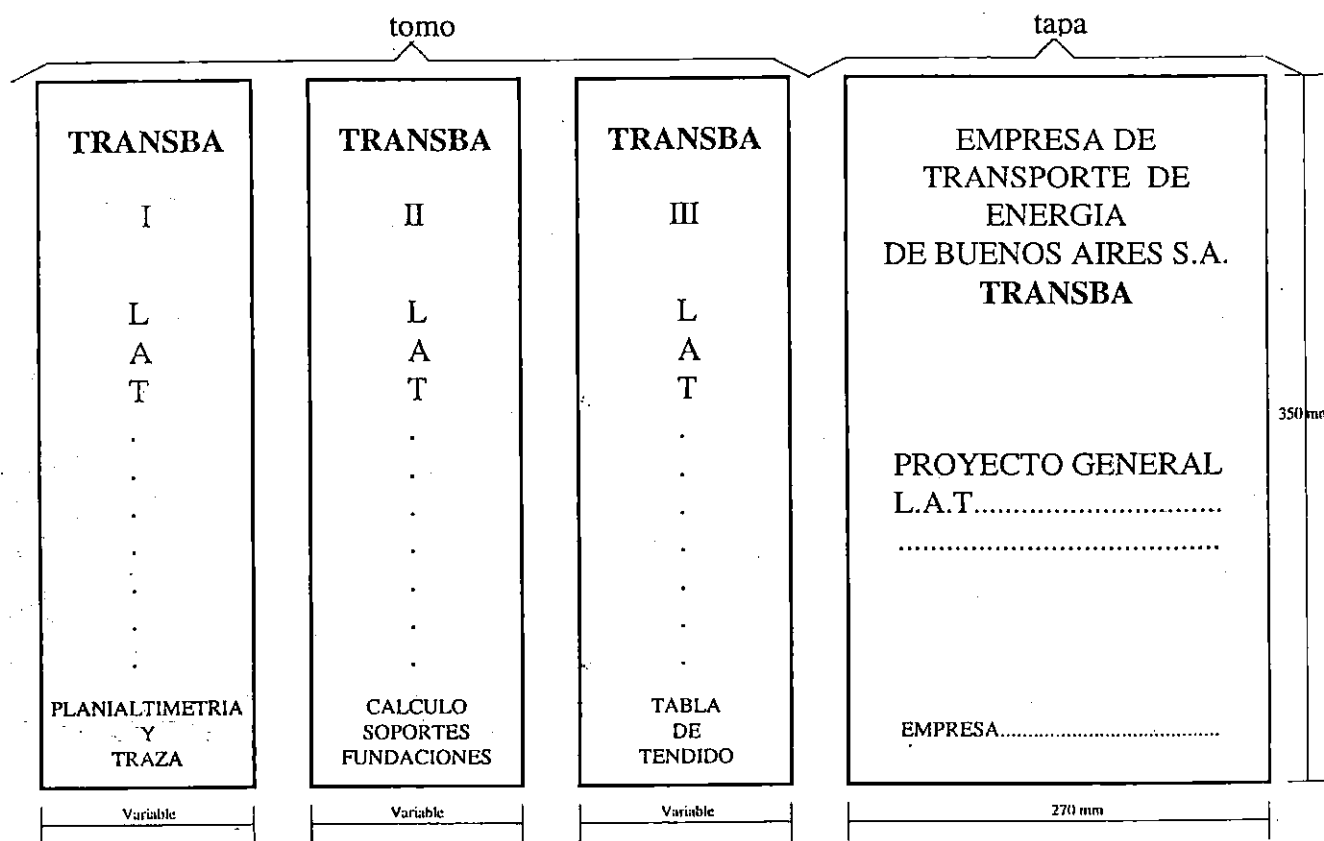 tomo
tapa
TRANSBA
I
L
A
T
.
.
.
.
.
.
.
PLANIALTIMETRIA
Y
TRAZA
Variable
TRANSBA
II
L
A
T
.
.
.
.
.
.
.
CALCULO
SOPORTES
FUNDACIONES
Variable
TRANSBA
III
L
A
T
.
.
.
.
.
.
.
TABLA
DE
TENDIDO
Variable
EMPRESA DE
TRANSPORTE DE
ENERGIA
DE BUENOS AIRES S.A.
TRANSBA
PROYECTO GENERAL
L.A.T...............................
........................................
EMPRESA.......................................
270 mm
350 mm